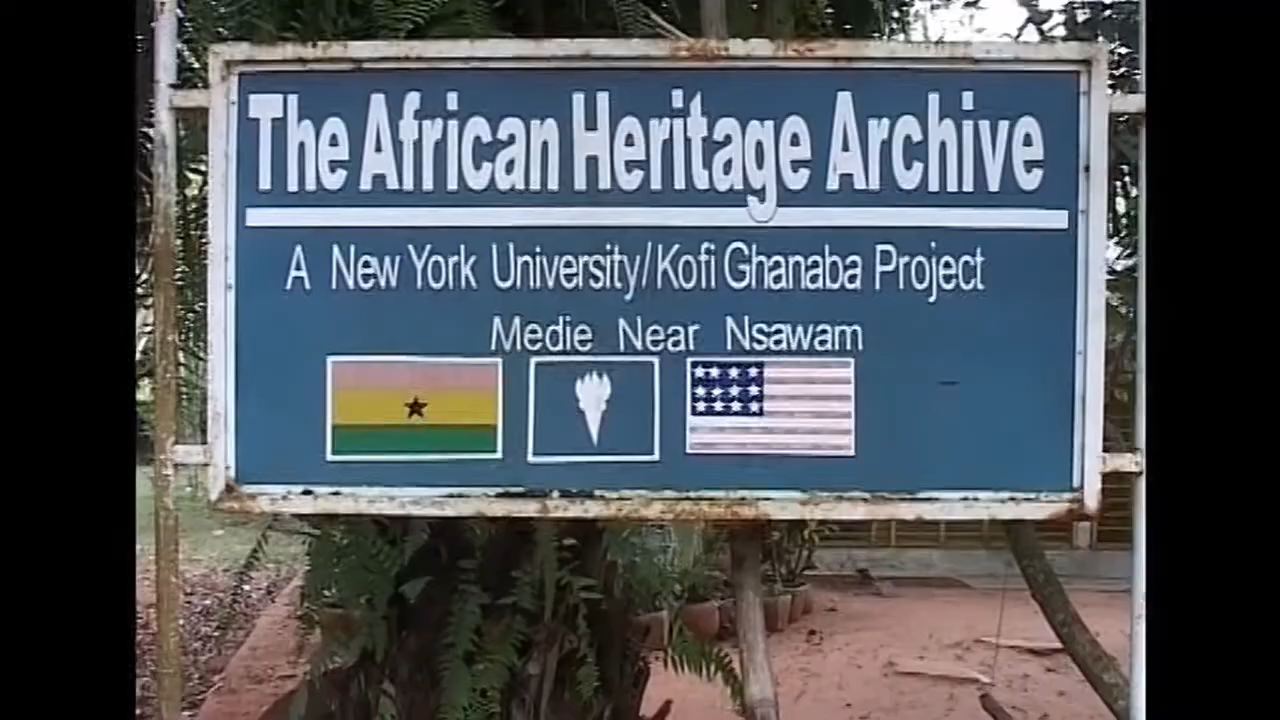 The African Heritage Archive
A New York University/Kofi Ghanaba Project
Medie Near Nsawam